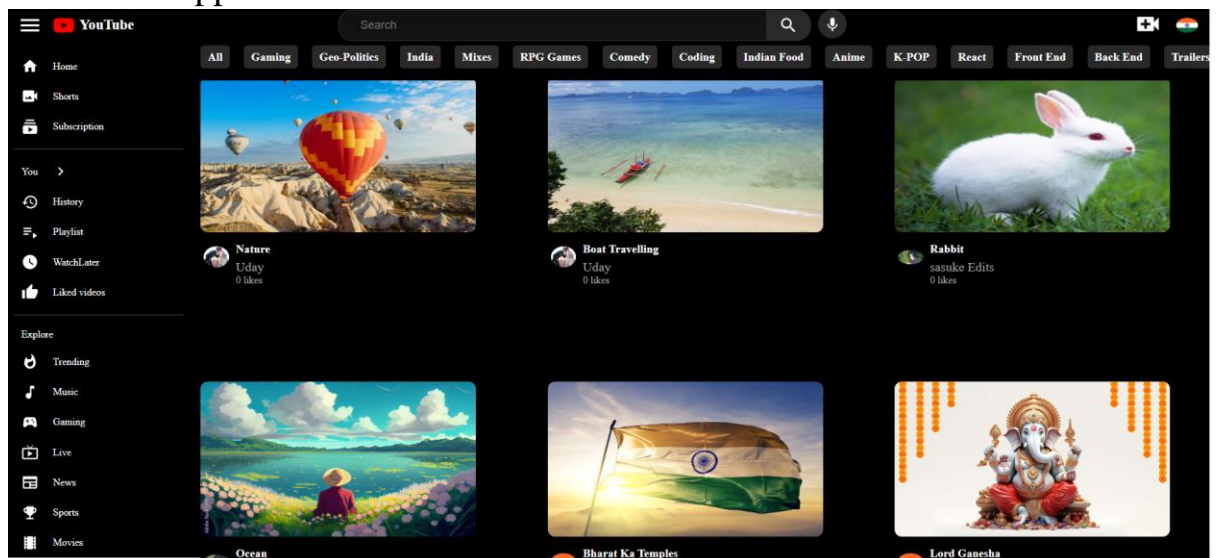 YouTube
Search
All Gaming Geo-Politics India Mixes RPG Games Comedy Coding Indian Food Anime K-POP React Front End Back End Trailers
Home
Shorts
Subscription
You
History
Playlist
WatchLater
Liked videos
Explore
Trending
Music
Gaming
Live
News
Sports
Movies
Nature
Uday
0 likes
Boat Travelling
Uday
0 likes
Rabbit
sasuke Edits
0 likes
Ocean
Bharat Ka Temples
Lord Ganesha